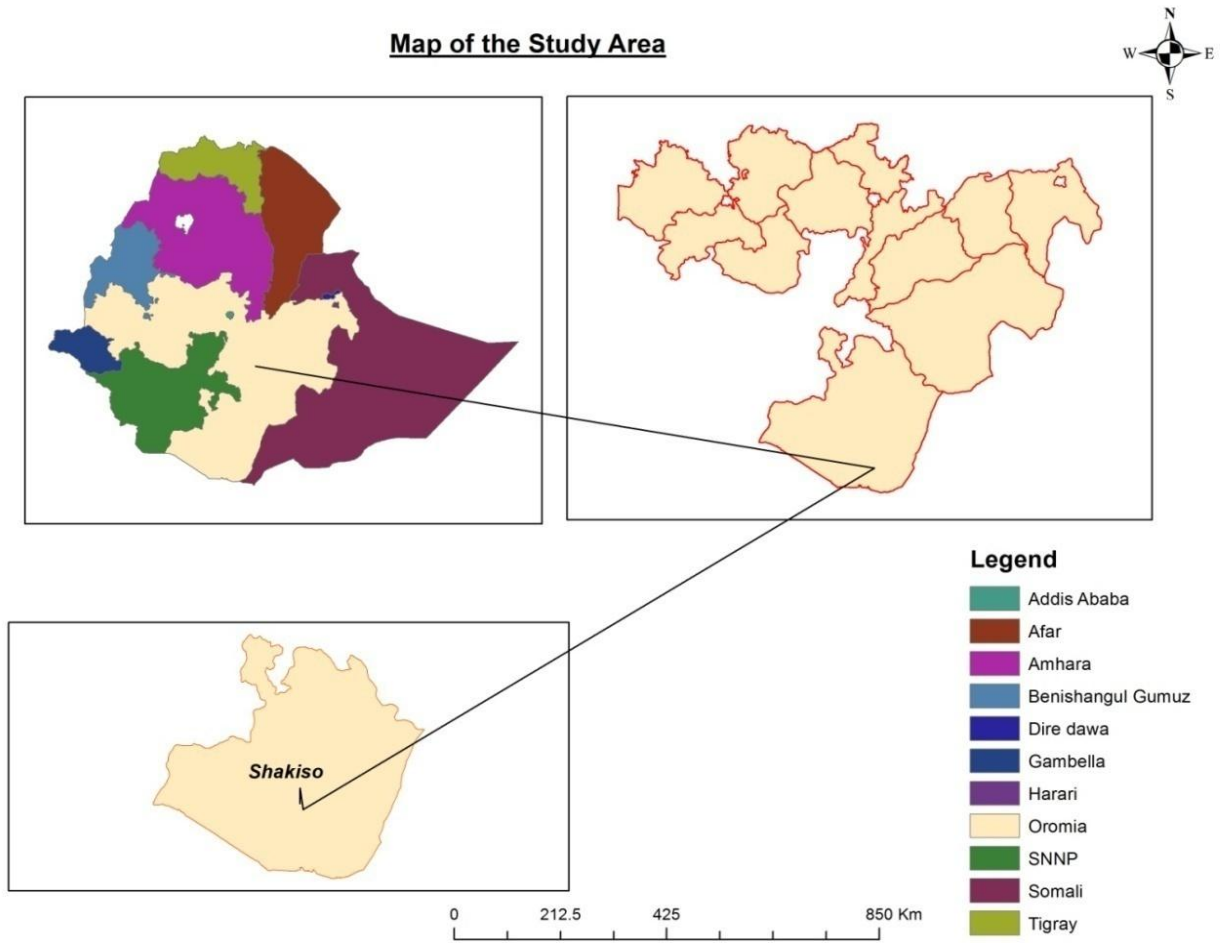 Map of the Study Area
N
W E
S
Shakiso
Legend
Addis Ababa
Afar
Amhara
Benishangul Gumuz
Dire dawa
Gambella
Harari
Oromia
SNNP
Somali
Tigray
0 212.5 425 850 Km